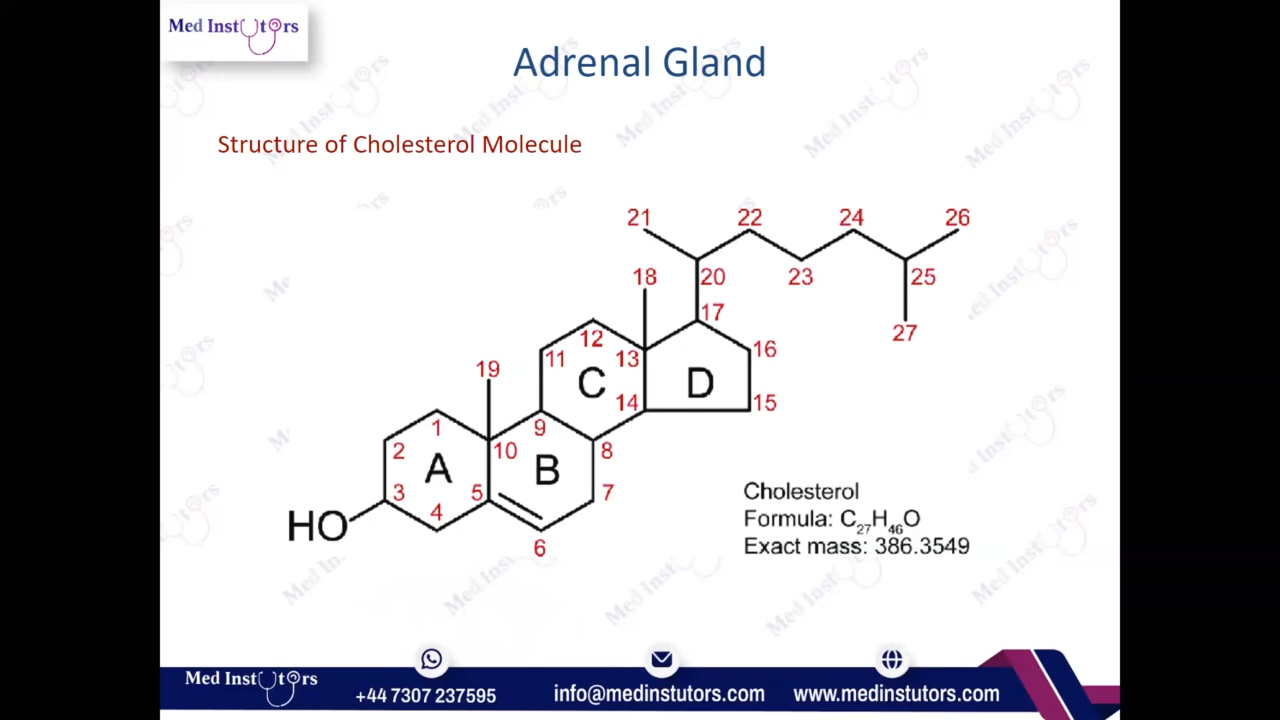 Med Instutors
Adrenal Gland
Structure of Cholesterol Molecule
21
22
24
26
18
20
23
25
17
27
12
16
11
13
19
C
D
14
15
1
9
2
10
8
A
B
3
5
7
4
HO
6
Cholesterol
Formula: C₂₇H₄₆O
Exact mass: 386.3549
Med Instutors
+44 7307 237595
info@medinstutors.com
www.medinstutors.com